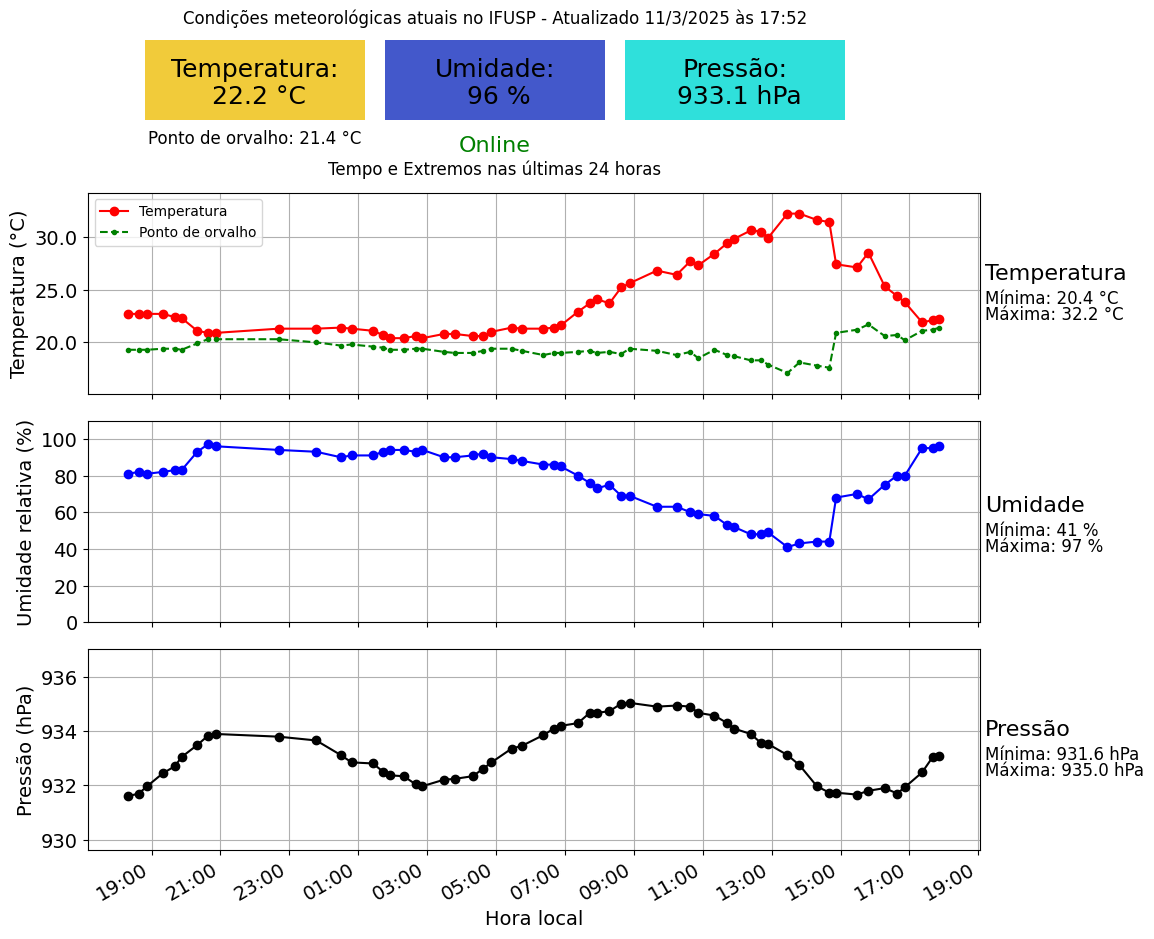 Condições meteorológicas atuais no IFUSP - Atualizado 11/3/2025 às 17:52
Temperatura:
22.2 °C
Umidade:
96 %
Pressão:
933.1 hPa
Ponto de orvalho: 21.4 °C
Online
Tempo e Extremos nas últimas 24 horas
Temperatura (°C)
30.0
25.0
20.0
Temperatura
Ponto de orvalho
Temperatura
Mínima: 20.4 °C
Máxima: 32.2 °C
Umidade relativa (%)
100
80
60
40
20
0
Umidade
Mínima: 41 %
Máxima: 97 %
Pressão (hPa)
936
934
932
930
Pressão
Mínima: 931.6 hPa
Máxima: 935.0 hPa
19:00 21:00 23:00 01:00 03:00 05:00 07:00 09:00 11:00 13:00 15:00 17:00 19:00
Hora local